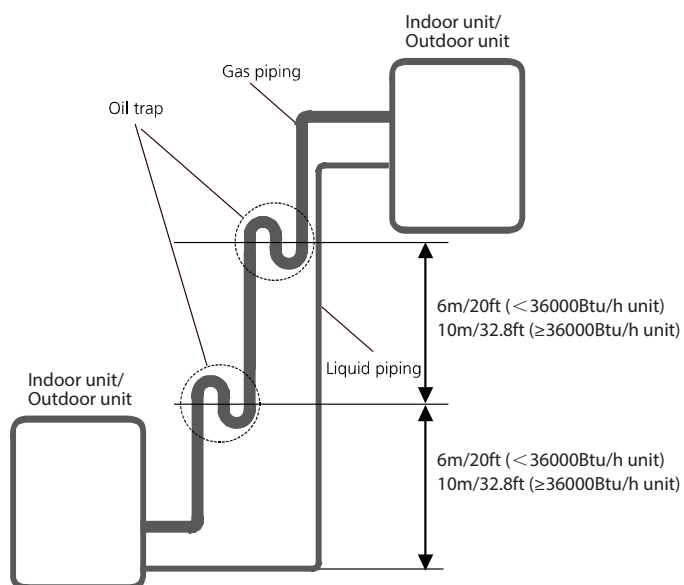 Indoor unit/
Outdoor unit
Gas piping
Oil trap
6m/20ft (<36000Btu/h unit)
10m/32.8ft (≥36000Btu/h unit)
Liquid piping
Indoor unit/
Outdoor unit
6m/20ft (<36000Btu/h unit)
10m/32.8ft (≥36000Btu/h unit)